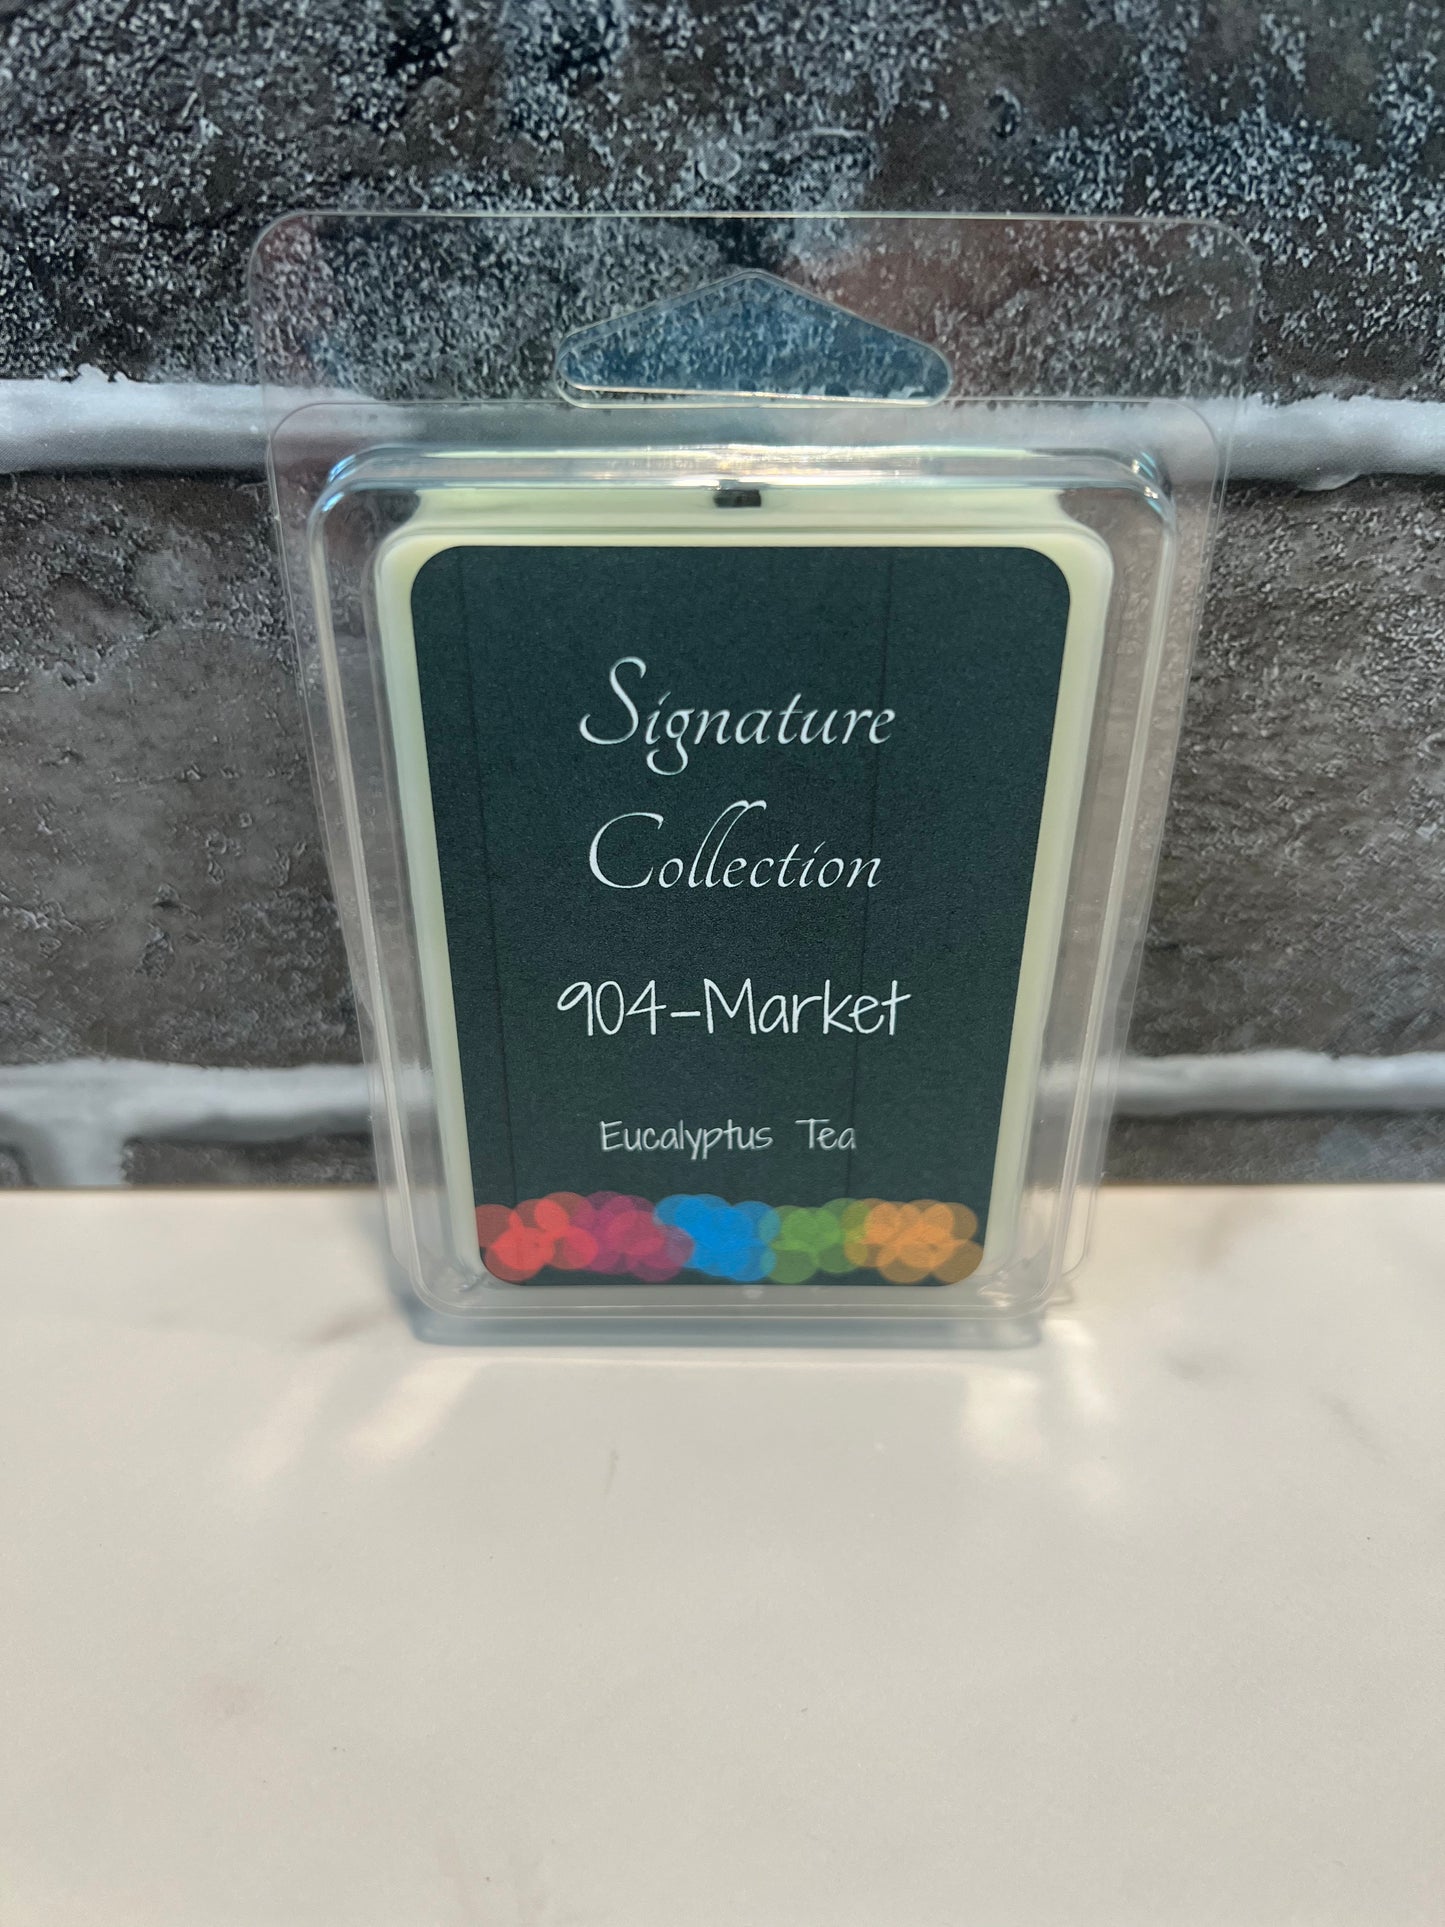 Signature
Collection
904-Market
Eucalyptus Tea